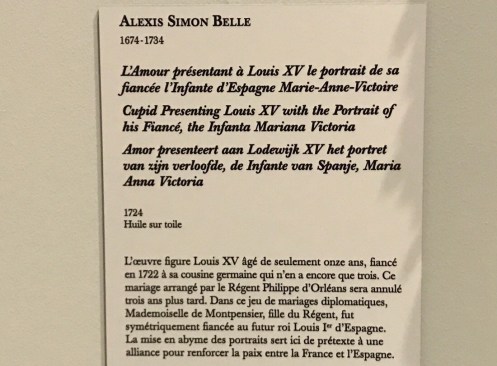 ALEXIS SIMON BELLE
1674-1734
L'Amour présentant à Louis XV le portrait de sa
fiancée l'Infante d'Espagne Marie-Anne-Victoire
Cupid Presenting Louis XV with the Portrait of
his Fiancé, the Infanta Mariana Victoria
Amor presenteert aan Lodewijk XV het portret
van zijn verloofde, de Infante van Spanje, Maria
Anna Victoria
1724
Huile sur toile
L'œuvre figure Louis XV âgé de seulement onze ans, fiancé
en 1722 à sa cousine germaine qui n'en a encore que trois. Ce
mariage arrangé par le Régent Philippe d'Orléans sera annulé
trois ans plus tard. Dans ce jeu de mariages diplomatiques,
Mademoiselle de Montpensier, fille du Régent, fut
symétriquement fiancée au futur roi Louis Ier d'Espagne.
La mise en abyme des portraits sert ici de prétexte à une
alliance pour renforcer la paix entre la France et l'Espagne.